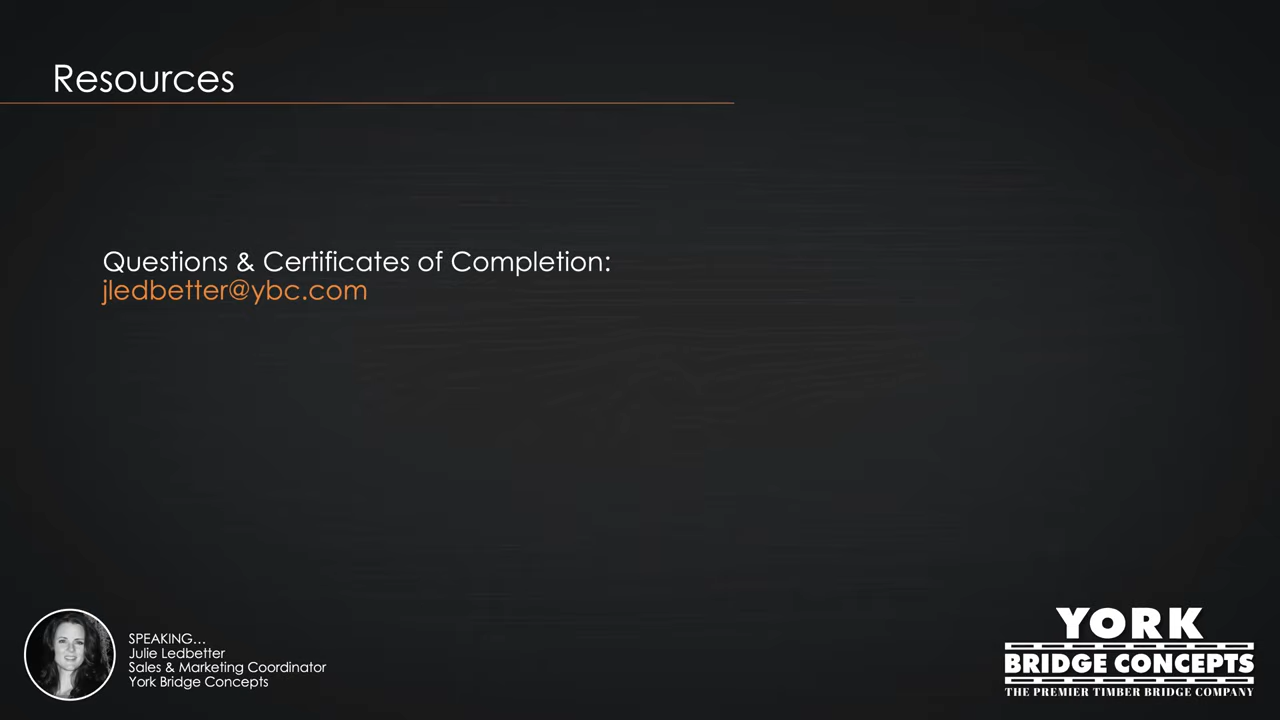 Resources
Questions & Certificates of Completion:
jledbetter@ybc.com
SPEAKING...
Julie Ledbetter
Sales & Marketing Coordinator
York Bridge Concepts
YORK
BRIDGE CONCEPTS
THE PREMIER TIMBER BRIDGE COMPANY